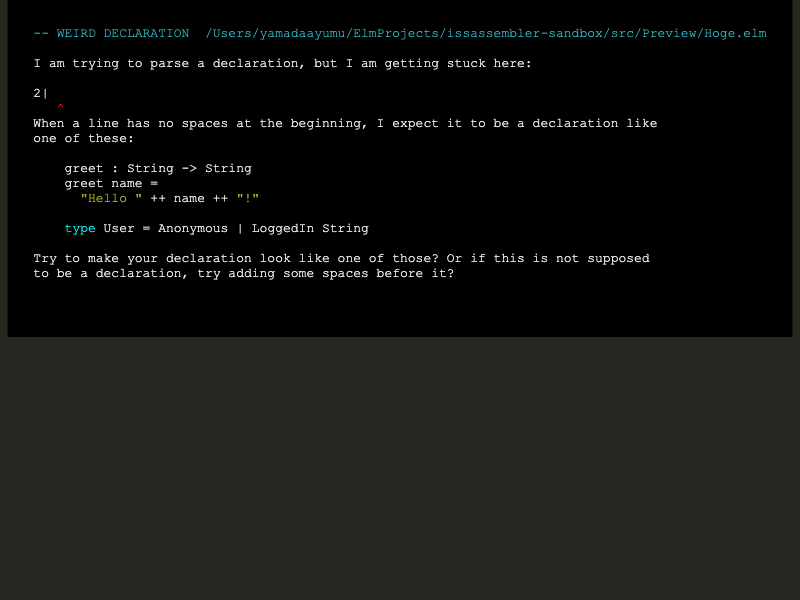 -- WEIRD DECLARATION  /Users/yamadaayumu/ElmProjects/issassembler-sandbox/src/Preview/Hoge.elm
I am trying to parse a declaration, but I am getting stuck here:
2|
^
When a line has no spaces at the beginning, I expect it to be a declaration like
one of these:
greet : String -> String
greet name =
"Hello " ++ name ++ "!"
type User = Anonymous | LoggedIn String
Try to make your declaration look like one of those? Or if this is not supposed
to be a declaration, try adding some spaces before it?